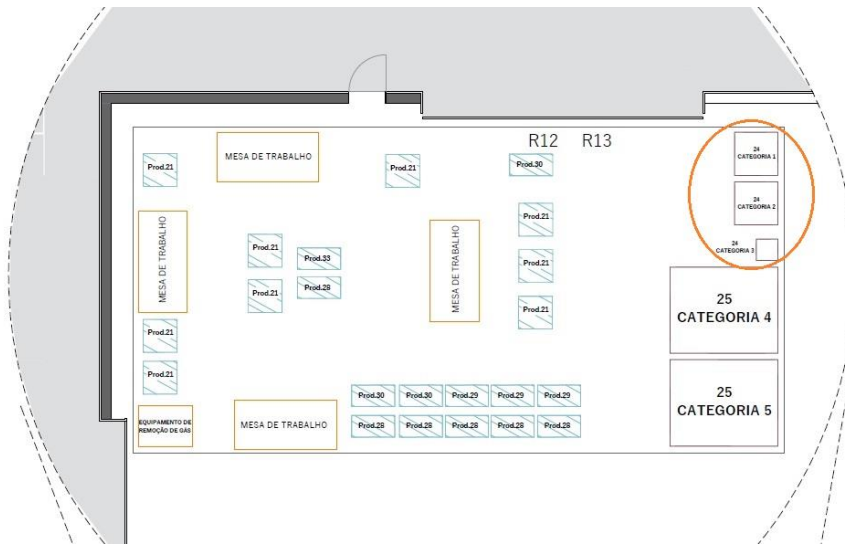 R12 R13
24
CATEGORIA 1
Prod.21
MESA DE TRABALHO
Prod.21
Prod.30
24
CATEGORIA 2
MESA DE TRABALHO
Prod.21
MESA DE TRABALHO
24
CATEGORIA 3
Prod.21
Prod.33
Prod.21
Prod.21
Prod.28
Prod.21
25
CATEGORIA 4
Prod.21
Prod.21
Prod.30 Prod.30 Prod.29 Prod.29 Prod.29
25
CATEGORIA 5
EQUIPAMENTO DE
REMOÇÃO DE GÁS
MESA DE TRABALHO
Prod.28 Prod.28 Prod.28 Prod.28 Prod.28